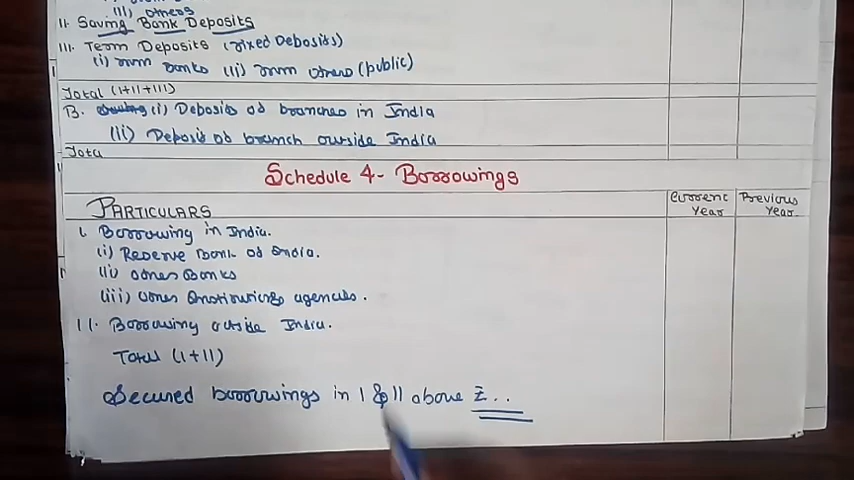 (iii) others
II. Saving Bank Deposits
III. Term Deposits (Fixed Deposits)
(i) From Banks (ii) From others (public)
Total (I+II+III)
B. (i) Deposits of branches in India
(ii) Deposit of branch outside India
Tota
Schedule 4- Borrowings
PARTICULARS
Current Year
Previous Year.
I. Borrowing in India.
(i) Reserve Bank of India.
(ii) other Banks
(iii) other Institutions & agencies.
II. Borrowing outside India.
Total (I+II)
Secured borrowings in I & II above ₹..